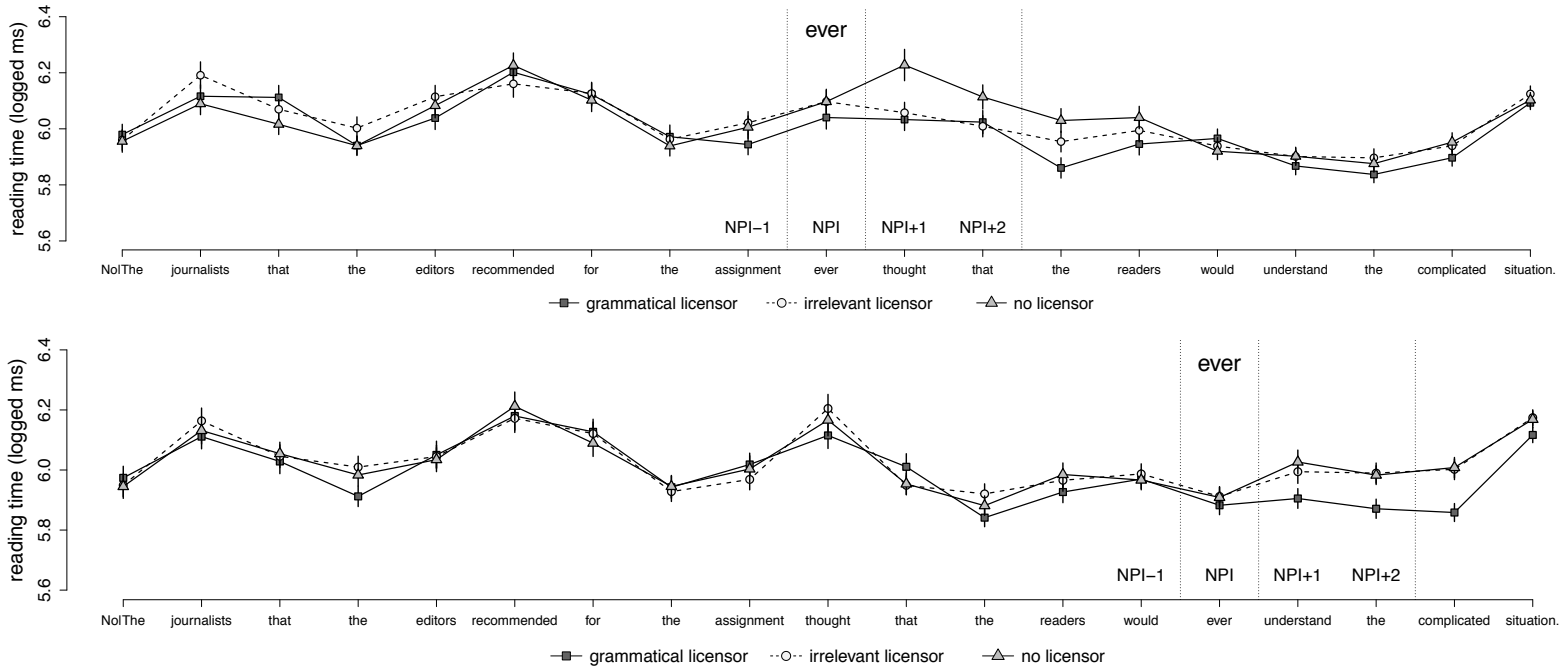 ever
reading time (logged ms)
6.4
6.2
6.0
5.8
5.6
NPI−1 NPI NPI+1 NPI+2
No|The journalists that the editors recommended for the assignment ever thought that the readers would understand the complicated situation.
grammatical licensor irrelevant licensor no licensor
ever
reading time (logged ms)
6.4
6.2
6.0
5.8
5.6
NPI−1 NPI NPI+1 NPI+2
No|The journalists that the editors recommended for the assignment thought that the readers would ever understand the complicated situation.
grammatical licensor irrelevant licensor no licensor